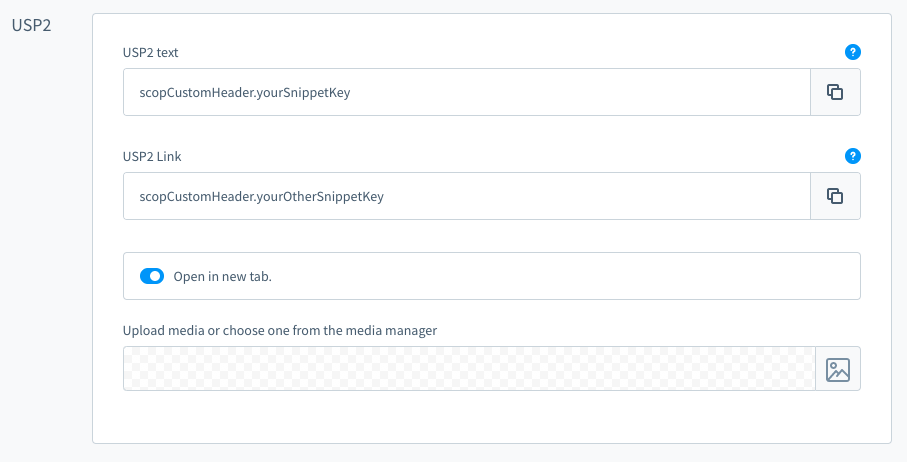 USP2
USP2 text
?
scopCustomHeader.yourSnippetKey
USP2 Link
?
scopCustomHeader.yourOtherSnippetKey
Open in new tab.
Upload media or choose one from the media manager